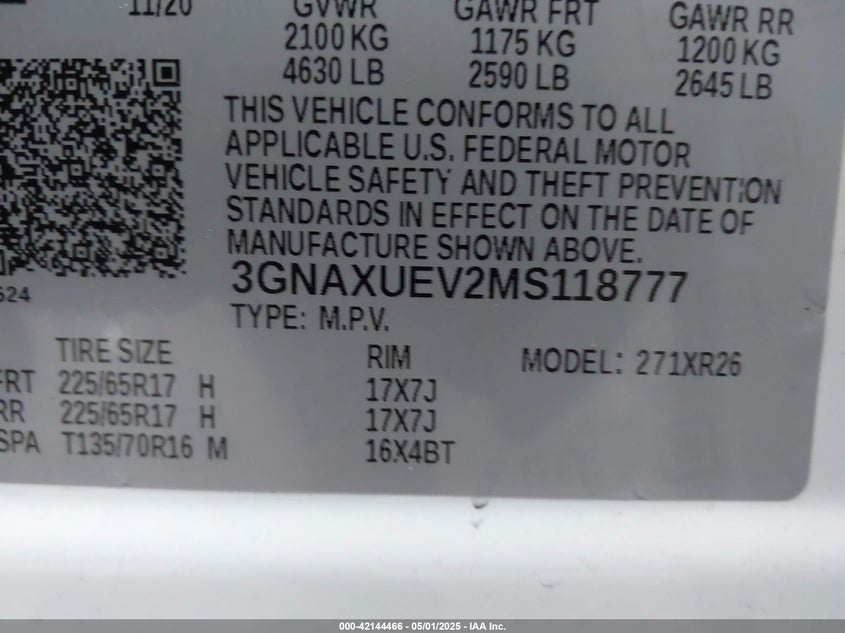 11/20 GVWR GAWR FRT GAWR RR
2100 KG 1175 KG 1200 KG
4630 LB 2590 LB 2645 LB
THIS VEHICLE CONFORMS TO ALL
APPLICABLE U.S. FEDERAL MOTOR
VEHICLE SAFETY AND THEFT PREVENTION
STANDARDS IN EFFECT ON THE DATE OF
MANUFACTURE SHOWN ABOVE.
3GNAXUEV2MS118777
TYPE: M.P.V.
TIRE SIZE RIM MODEL: 271XR26
FRT 225/65R17 H 17X7J
RR 225/65R17 H 17X7J
SPA T135/70R16 M 16X4BT
000-42144466 - 05/01/2025 - IAA Inc.